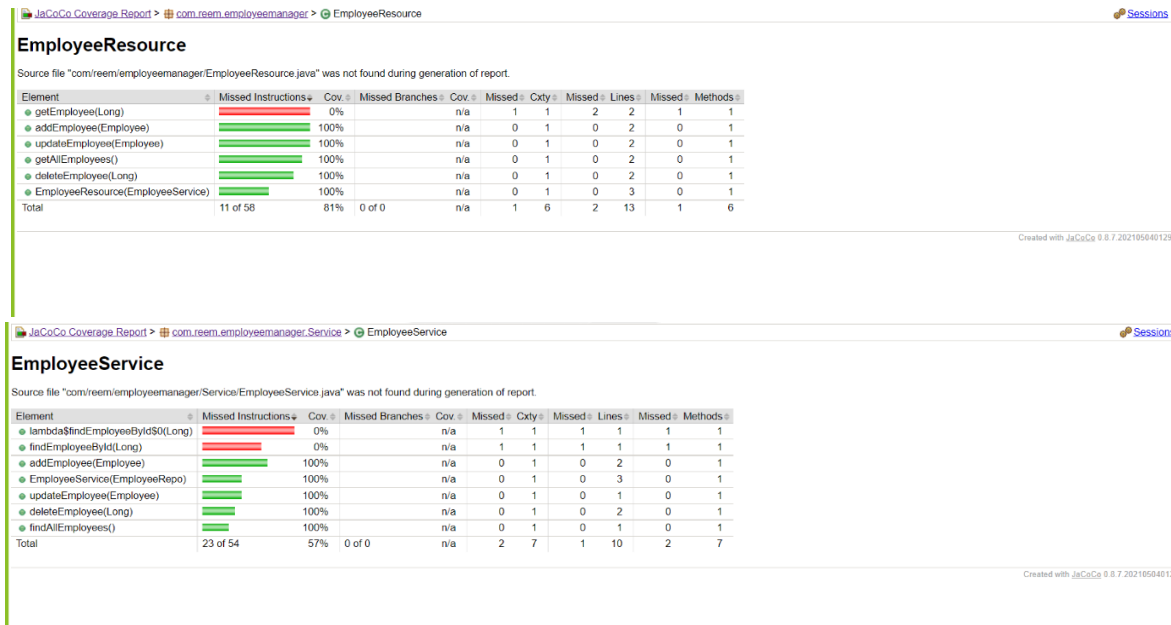 JaCoCo Coverage Report > com.reem.employeemanager > EmployeeResource Sessions
EmployeeResource
Source file "com/reem/employeemanager/EmployeeResource.java" was not found during generation of report.
Element Missed Instructions Cov. Missed Branches Cov. Missed Cxty Missed Lines Missed Methods
getEmployee(Long) 0% n/a 1 1 2 2 1 1
addEmployee(Employee) 100% n/a 0 1 0 2 0 1
updateEmployee(Employee) 100% n/a 0 1 0 2 0 1
getAllEmployees() 100% n/a 0 1 0 2 0 1
deleteEmployee(Long) 100% n/a 0 1 0 2 0 1
EmployeeResource(EmployeeService) 100% n/a 0 1 0 3 0 1
Total 11 of 58 81% 0 of 0 n/a 1 6 2 13 1 6
Created with JaCoCo 0.8.7.202105040129
JaCoCo Coverage Report > com.reem.employeemanager.Service > EmployeeService Sessions
EmployeeService
Source file "com/reem/employeemanager/Service/EmployeeService.java" was not found during generation of report.
Element Missed Instructions Cov. Missed Branches Cov. Missed Cxty Missed Lines Missed Methods
lambda$findEmployeeById$0(Long) 0% n/a 1 1 1 1 1 1
findEmployeeById(Long) 0% n/a 1 1 1 1 1 1
addEmployee(Employee) 100% n/a 0 1 0 2 0 1
EmployeeService(EmployeeRepo) 100% n/a 0 1 0 3 0 1
updateEmployee(Employee) 100% n/a 0 1 0 1 0 1
deleteEmployee(Long) 100% n/a 0 1 0 2 0 1
findAllEmployees() 100% n/a 0 1 0 1 0 1
Total 23 of 54 57% 0 of 0 n/a 2 7 1 10 2 7
Created with JaCoCo 0.8.7.20210504012